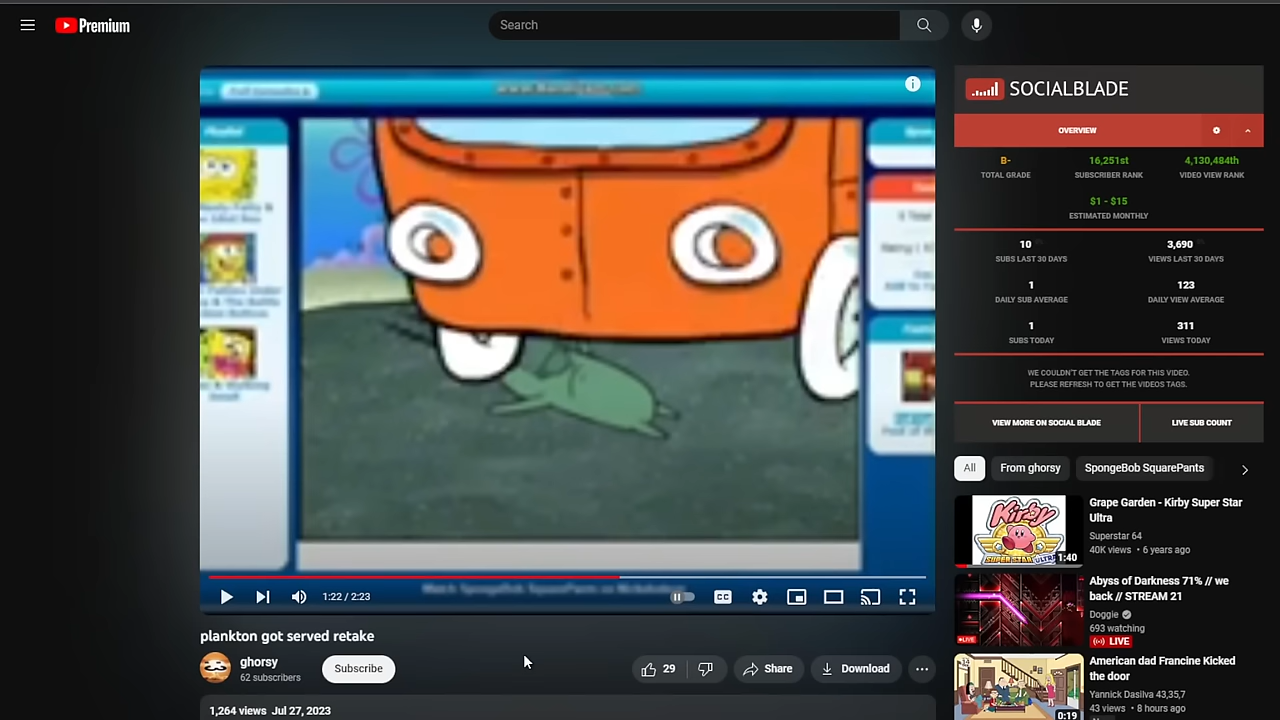 Premium
Search
SOCIALBLADE
OVERVIEW
B-
TOTAL GRADE
16,251st
SUBSCRIBER RANK
4,130,484th
VIDEO VIEW RANK
$1 - $15
ESTIMATED MONTHLY
10
SUBS LAST 30 DAYS
3,690
VIEWS LAST 30 DAYS
1
DAILY SUB AVERAGE
123
DAILY VIEW AVERAGE
1
SUBS TODAY
311
VIEWS TODAY
WE COULDN'T GET THE TAGS FOR THIS VIDEO.
PLEASE REFRESH TO GET THE VIDEOS TAGS.
VIEW MORE ON SOCIAL BLADE
LIVE SUB COUNT
1:22 / 2:23
CC
plankton got served retake
ghorsy
62 subscribers
Subscribe
29
Share
Download
1,264 views Jul 27, 2023
All
From ghorsy
SpongeBob SquarePants
KIRBY
SUPER STAR ULTRA
1:40
Grape Garden - Kirby Super Star
Ultra
Superstar 64
40K views • 6 years ago
LIVE
Abyss of Darkness 71% // we
back // STREAM 21
Doggie
693 watching
LIVE
0:19
American dad Francine Kicked
the door
Yannick Dasilva 43,35,7
43 views • 8 hours ago